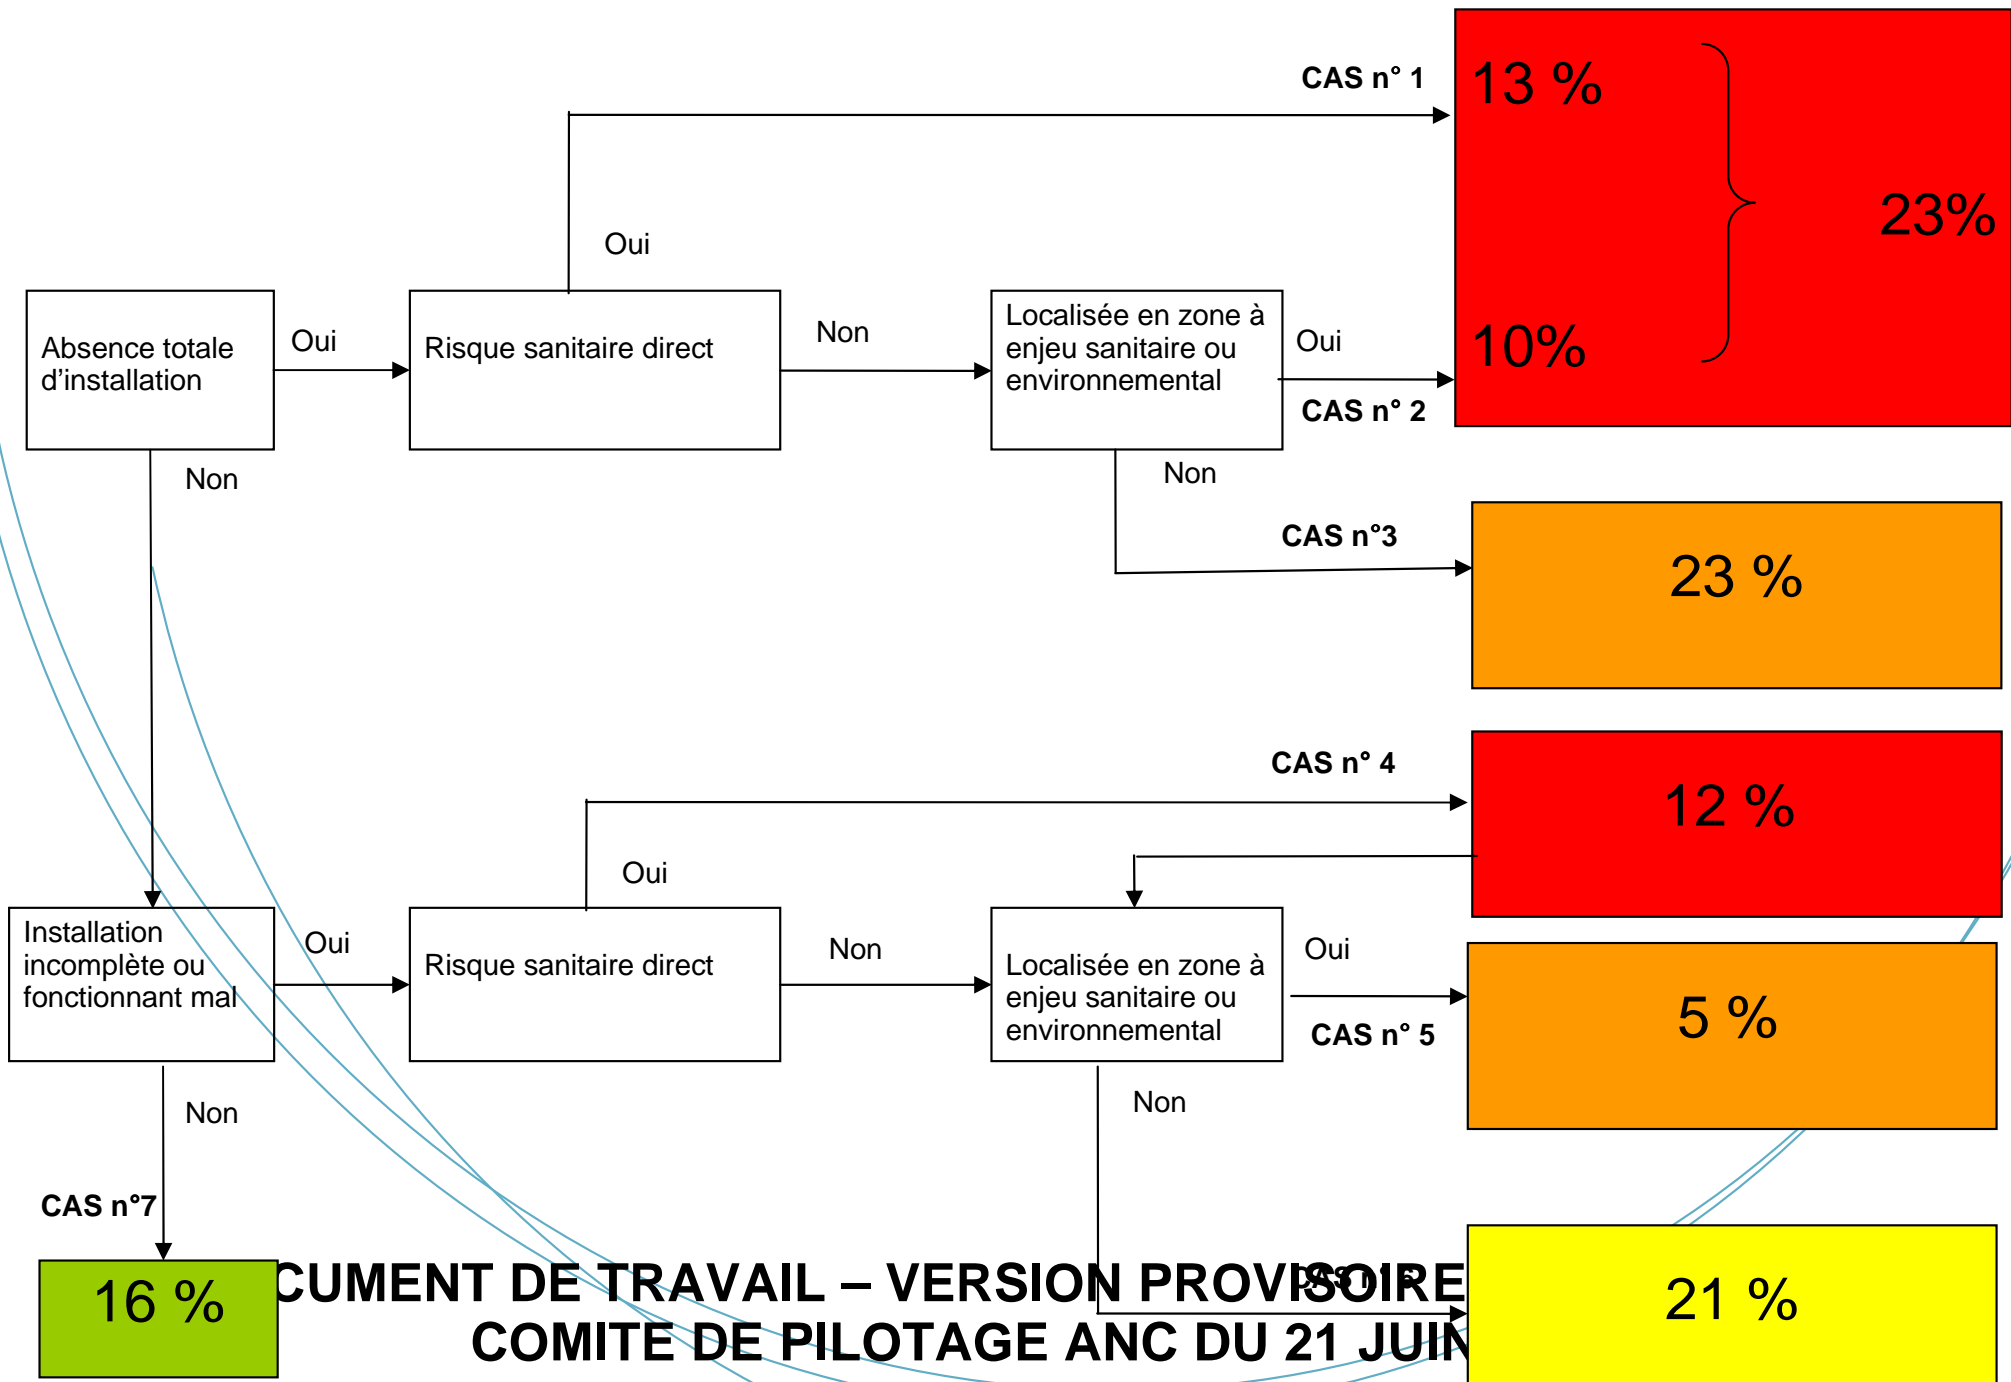 CAS n° 1
13 %
23%
Oui
Absence totale
d'installation
Oui
Risque sanitaire direct
Non
Localisée en zone à
enjeu sanitaire ou
environnemental
Oui
10%
CAS n° 2
Non
Non
CAS n°3
23 %
CAS n° 4
12 %
Oui
Installation
incomplète ou
fonctionnant mal
Oui
Risque sanitaire direct
Non
Localisée en zone à
enjeu sanitaire ou
environnemental
Oui
CAS n° 5
5 %
Non
Non
CAS n°7
16 %
CUMENT DE TRAVAIL – VERSION PROVISOIRE
COMITE DE PILOTAGE ANC DU 21 JUIN
21 %